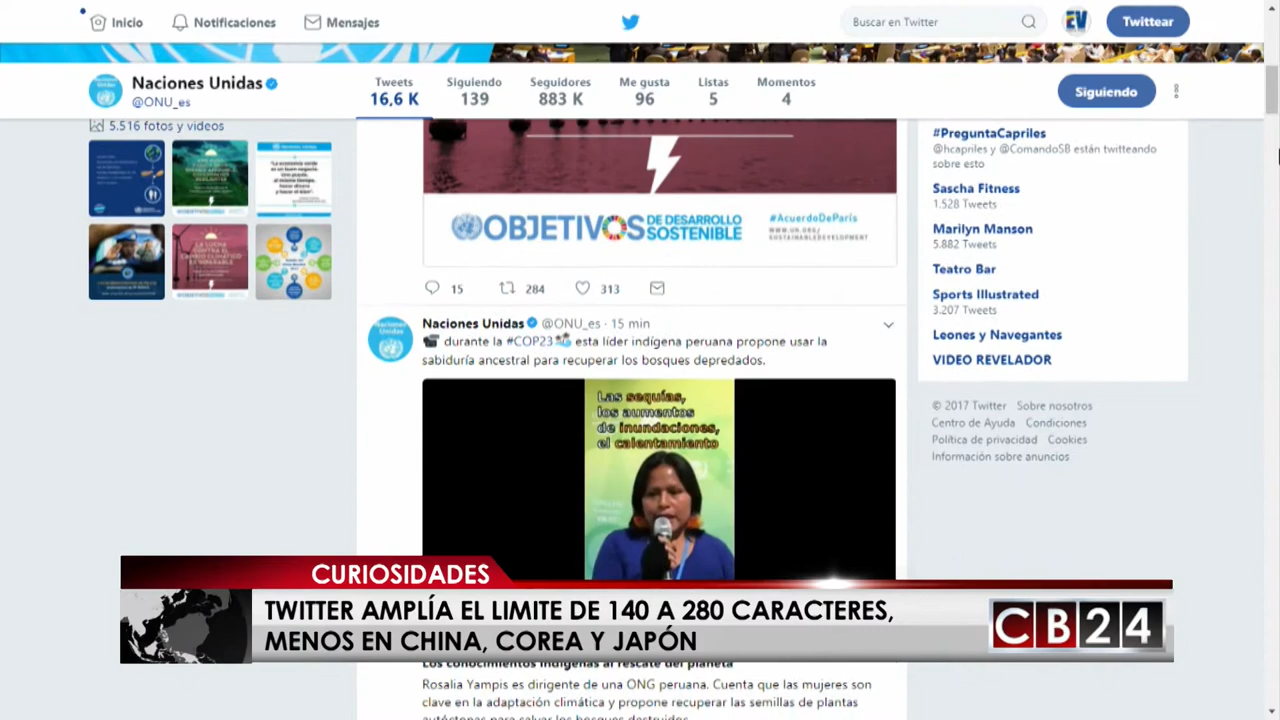 Inicio
Notificaciones
Mensajes
Buscar en Twitter
Twittear
Naciones Unidas
@ONU_es
Tweets
16,6 K
Siguiendo
139
Seguidores
883 K
Me gusta
96
Listas
5
Momentos
4
Siguiendo
5.516 fotos y videos
LA LUCHA
CONTRA EL
CAMBIO CLIMÁTICO
ES IMPARABLE
OBJETIVOS
DE DESARROLLO
SOSTENIBLE
#AcuerdoDeParís
WWW.UN.ORG/
SUSTAINABLEDEVELOPMENT
15
284
313
Naciones Unidas @ONU_es · 15 min
durante la #COP23 esta líder indígena peruana propone usar la
sabiduría ancestral para recuperar los bosques depredados.
Las sequías,
los aumentos
de inundaciones,
el calentamiento
#PreguntaCapriles
@hcapriles y @ComandoSB están twitteando
sobre esto
Sascha Fitness
1.528 Tweets
Marilyn Manson
5.882 Tweets
Teatro Bar
Sports Illustrated
3.207 Tweets
Leones y Navegantes
VIDEO REVELADOR
© 2017 Twitter Sobre nosotros
Centro de Ayuda Condiciones
Política de privacidad Cookies
Información sobre anuncios
CURIOSIDADES
TWITTER AMPLÍA EL LIMITE DE 140 A 280 CARACTERES,
MENOS EN CHINA, COREA Y JAPÓN
CB24
Los conocimientos indígenas al rescate del planeta
Rosalia Yampis es dirigente de una ONG peruana. Cuenta que las mujeres son
clave en la adaptación climática y propone recuperar las semillas de plantas
autóctonas para salvar los bosques destruidos